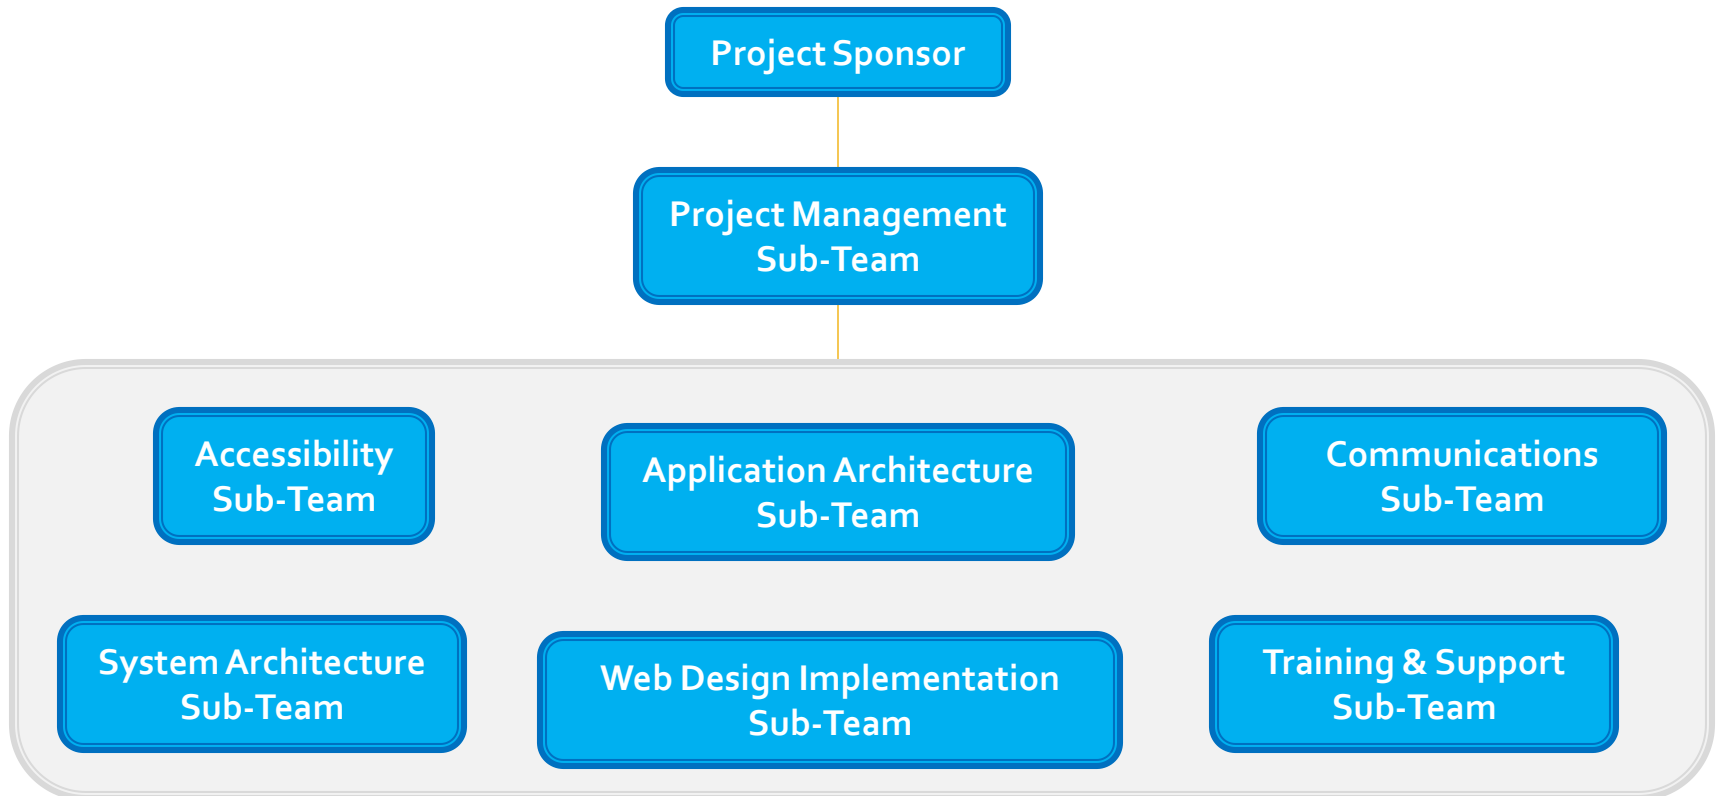 Project Sponsor
Project Management
Sub-Team
Accessibility
Sub-Team
Application Architecture
Sub-Team
Communications
Sub-Team
System Architecture
Sub-Team
Web Design Implementation
Sub-Team
Training & Support
Sub-Team